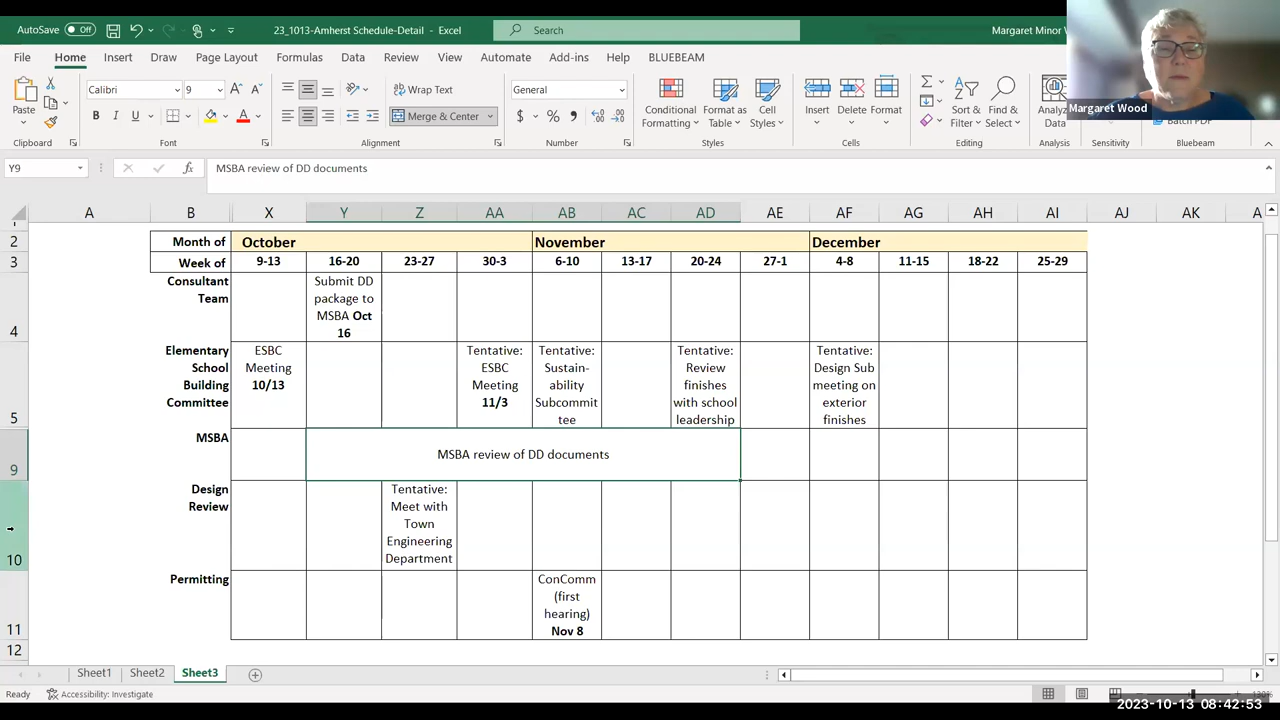 AutoSave Off 23_1013-Amherst Schedule-Detail - Excel Search Margaret Minor
File Home Insert Draw Page Layout Formulas Data Review View Automate Add-ins Help BLUEBEAM
Margaret Wood
Paste Calibri 9 Wrap Text General
B I U Merge & Center $ %
Conditional Formatting Format as Table Cell Styles Insert Delete Format Sort & Filter Find & Select Analyze Data Batch PDF
Clipboard Font Alignment Number Styles Cells Editing Analysis Sensitivity Bluebeam
Y9 fx MSBA review of DD documents
A B X Y Z AA AB AC AD AE AF AG AH AI AJ AK A
2 Month of October November December
3 Week of 9-13 16-20 23-27 30-3 6-10 13-17 20-24 27-1 4-8 11-15 18-22 25-29
4
Consultant
Team
Submit DD
package to
MSBA Oct
16
5
Elementary
School
Building
Committee
ESBC
Meeting
10/13
Tentative:
ESBC
Meeting
11/3
Tentative:
Sustain-
ability
Subcommit
tee
Tentative:
Review
finishes
with school
leadership
Tentative:
Design Sub
meeting on
exterior
finishes
9
MSBA
MSBA review of DD documents
10
Design
Review
Tentative:
Meet with
Town
Engineering
Department
11
Permitting
ConComm
(first
hearing)
Nov 8
12
Sheet1 Sheet2 Sheet3
Ready Accessibility: Investigate
2023-10-13 08:42:53